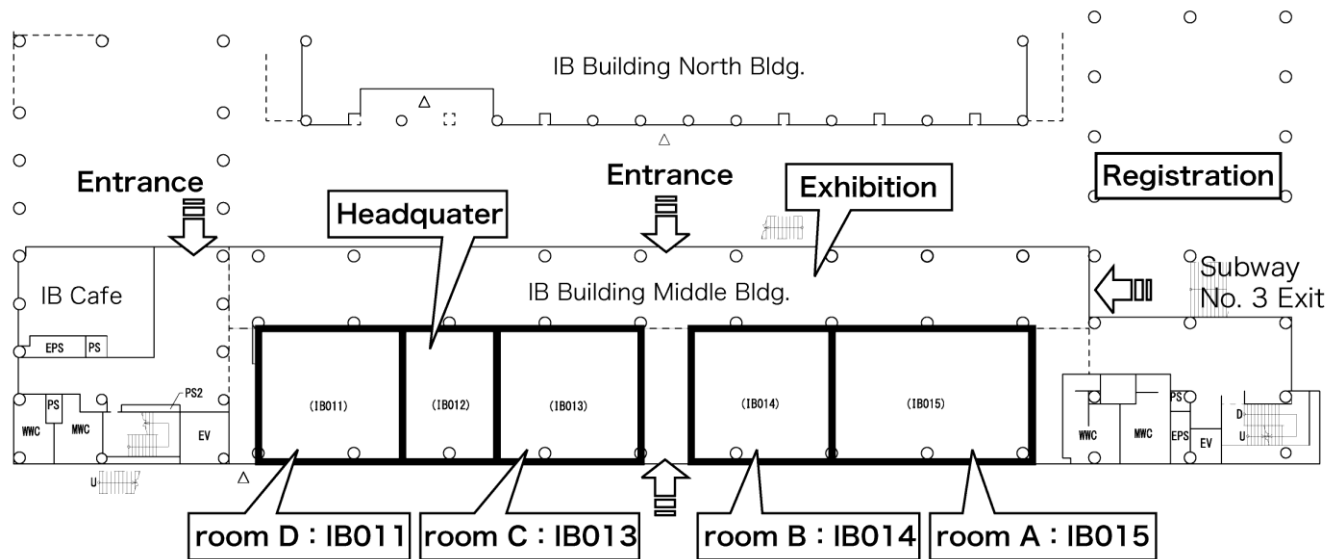 IB Building North Bldg.
Entrance
Entrance
Exhibition
Registration
Headquater
IB Cafe
IB Building Middle Bldg.
Subway
No. 3 Exit
EPS
PS
PS2
(IB011)
(IB012)
(IB013)
(IB014)
(IB015)
PS
WWC
MWC
EV
WWC
MWC
PS
EPS
EV
D
U
U
room D : IB011
room C : IB013
room B : IB014
room A : IB015